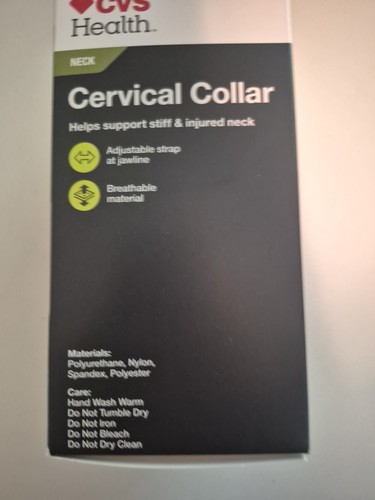 CVS
Health.
NECK
Cervical Collar
Helps support stiff & injured neck
Adjustable strap
at jawline
Breathable
material
Materials:
Polyurethane, Nylon,
Spandex, Polyester
Care:
Hand Wash Warm
Do Not Tumble Dry
Do Not Iron
Do Not Bleach
Do Not Dry Clean